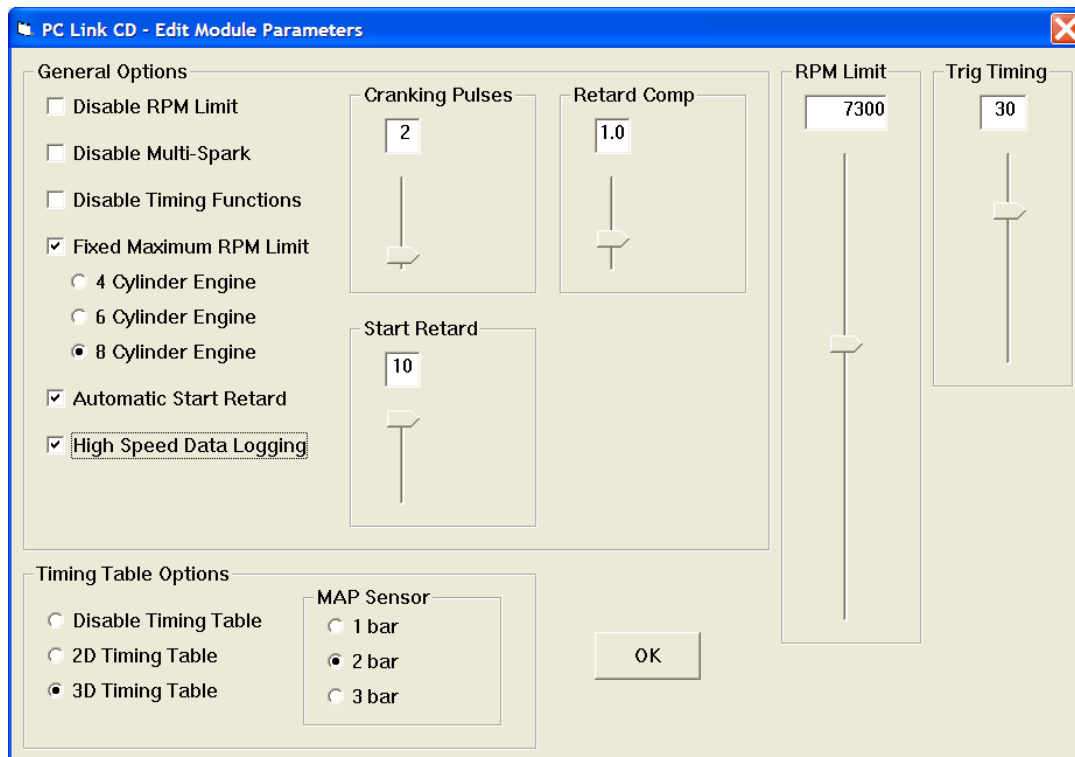 PC Link CD - Edit Module Parameters
General Options
Disable RPM Limit
Disable Multi-Spark
Disable Timing Functions
Fixed Maximum RPM Limit
4 Cylinder Engine
6 Cylinder Engine
8 Cylinder Engine
Automatic Start Retard
High Speed Data Logging
Cranking Pulses
2
Retard Comp
1.0
Start Retard
10
RPM Limit
7300
Trig Timing
30
Timing Table Options
Disable Timing Table
2D Timing Table
3D Timing Table
MAP Sensor
1 bar
2 bar
3 bar
OK